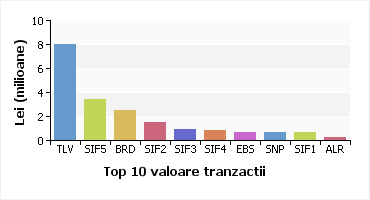 Lei (milioane)
10
8
6
4
2
0
TLV SIF5 BRD SIF2 SIF3 SIF4 EBS SNP SIF1 ALR
Top 10 valoare tranzactii